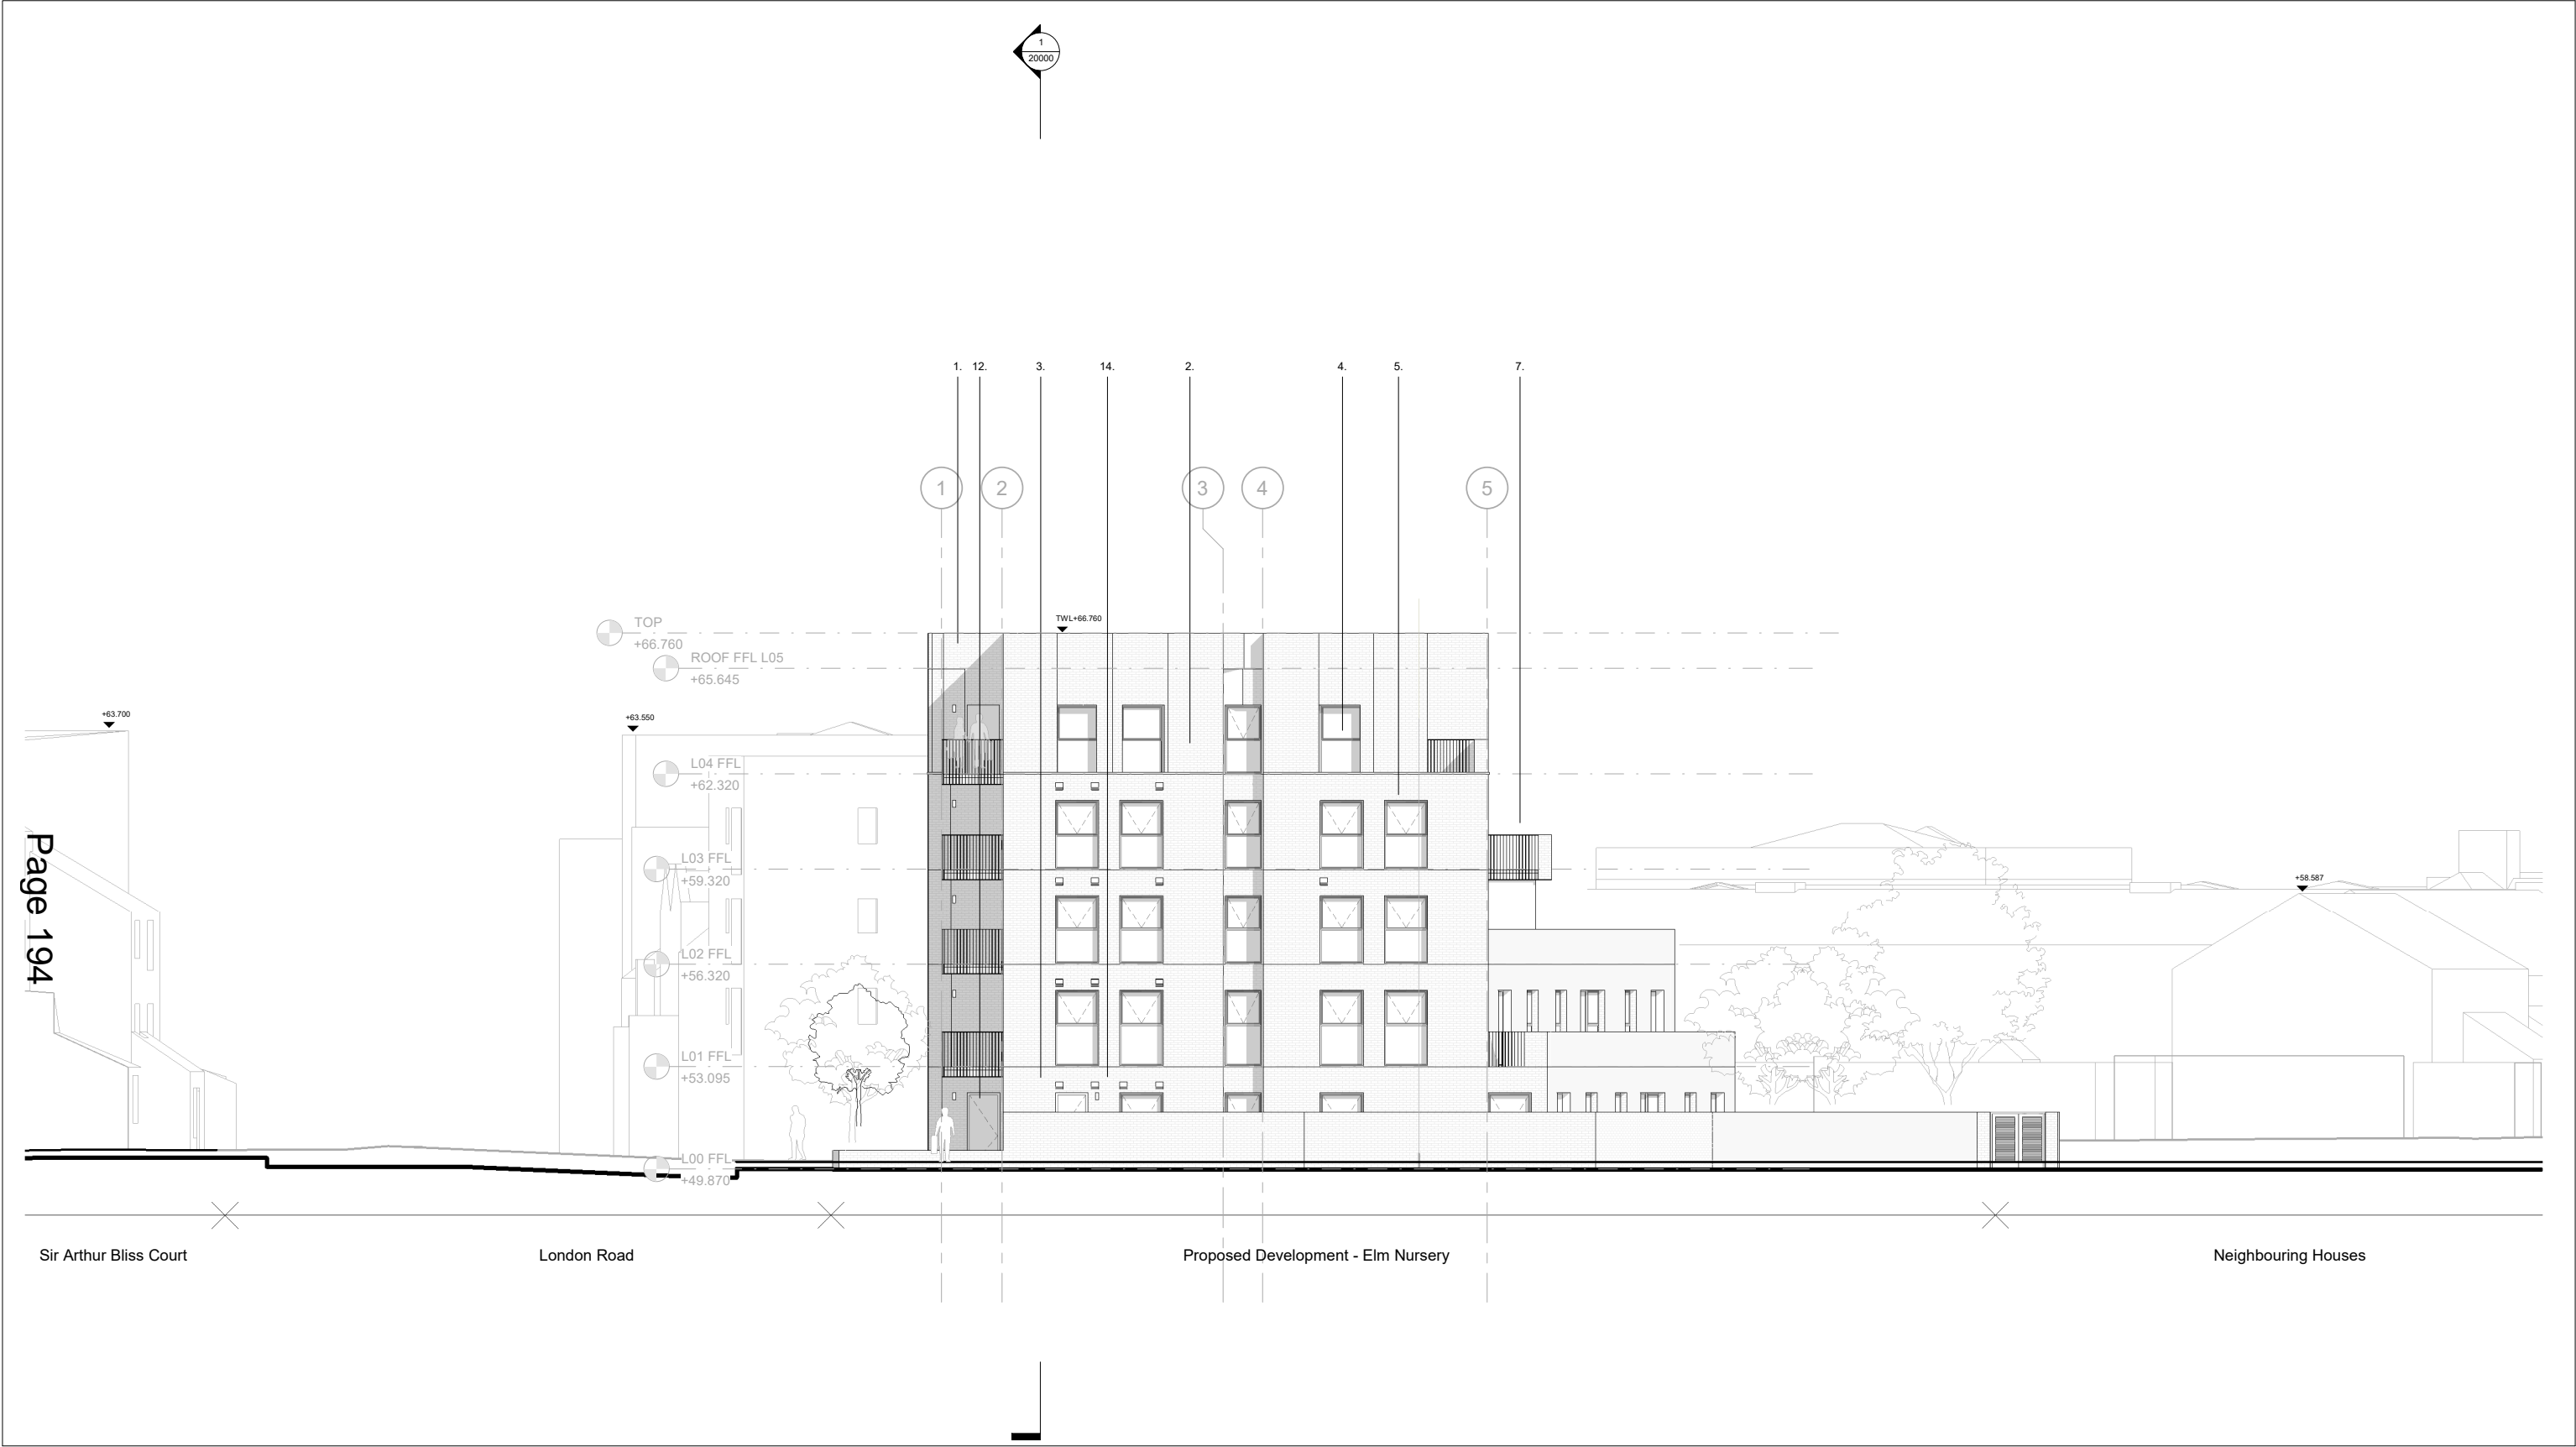 1
20000
1. 12. 3. 14. 2. 4. 5. 7.
1 2 3 4 5
TOP
+66.760
TWL+66.760
ROOF FFL L05
+65.645
+63.700
+63.550
L04 FFL
+62.320
L03 FFL
+59.320
+58.587
Page 194
L02 FFL
+56.320
L01 FFL
+53.095
L00 FFL
+49.870
Sir Arthur Bliss Court
London Road
Proposed Development - Elm Nursery
Neighbouring Houses